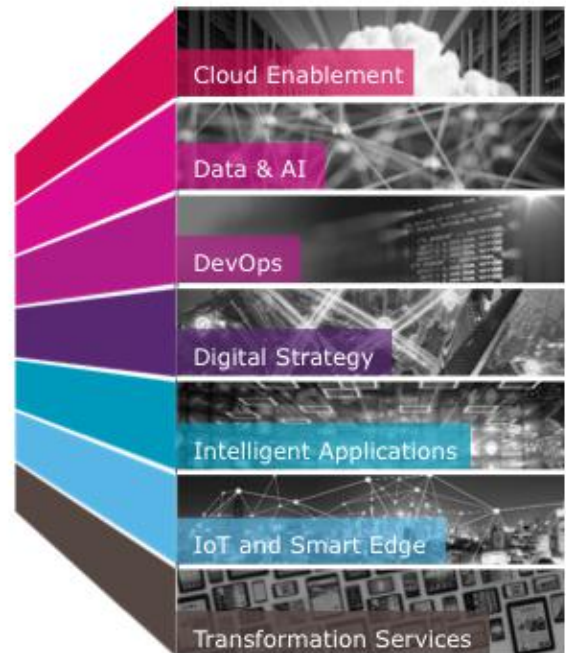 Cloud Enablement
Data & AI
DevOps
Digital Strategy
Intelligent Applications
IoT and Smart Edge
Transformation Services